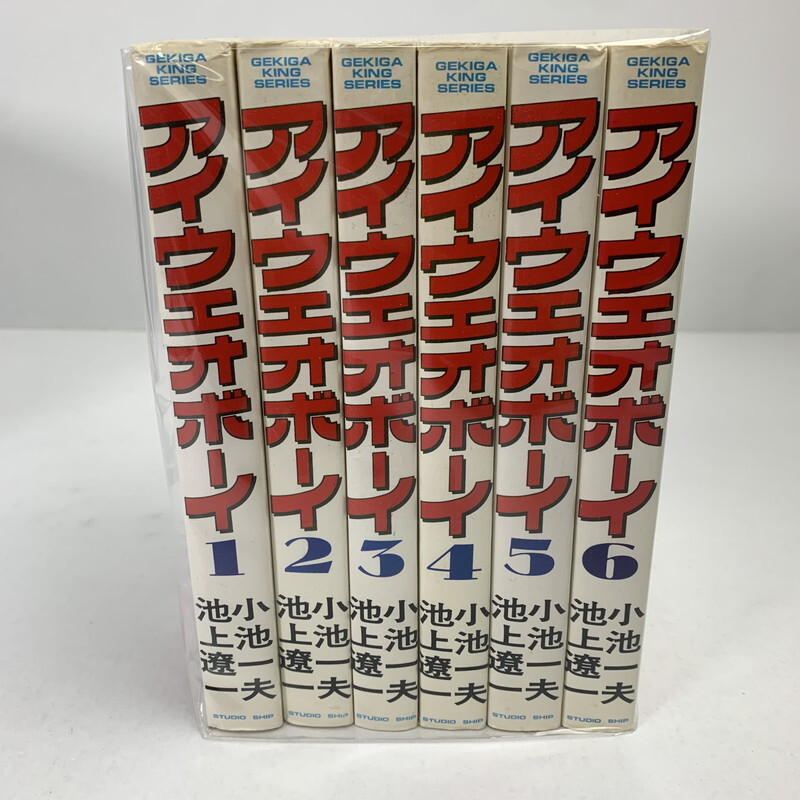 GEKIGA
KING
SERIES
アイウエオボーイ
1
小池一夫
池上遼一
STUDIO SHIP
GEKIGA
KING
SERIES
アイウエオボーイ
2
小池一夫
池上遼一
STUDIO SHIP
GEKIGA
KING
SERIES
アイウエオボーイ
3
小池一夫
池上遼一
STUDIO SHIP
GEKIGA
KING
SERIES
アイウエオボーイ
4
小池一夫
池上遼一
STUDIO SHIP
GEKIGA
KING
SERIES
アイウエオボーイ
5
小池一夫
池上遼一
STUDIO SHIP
GEKIGA
KING
SERIES
アイウエオボーイ
6
小池一夫
池上遼一
STUDIO SHIP